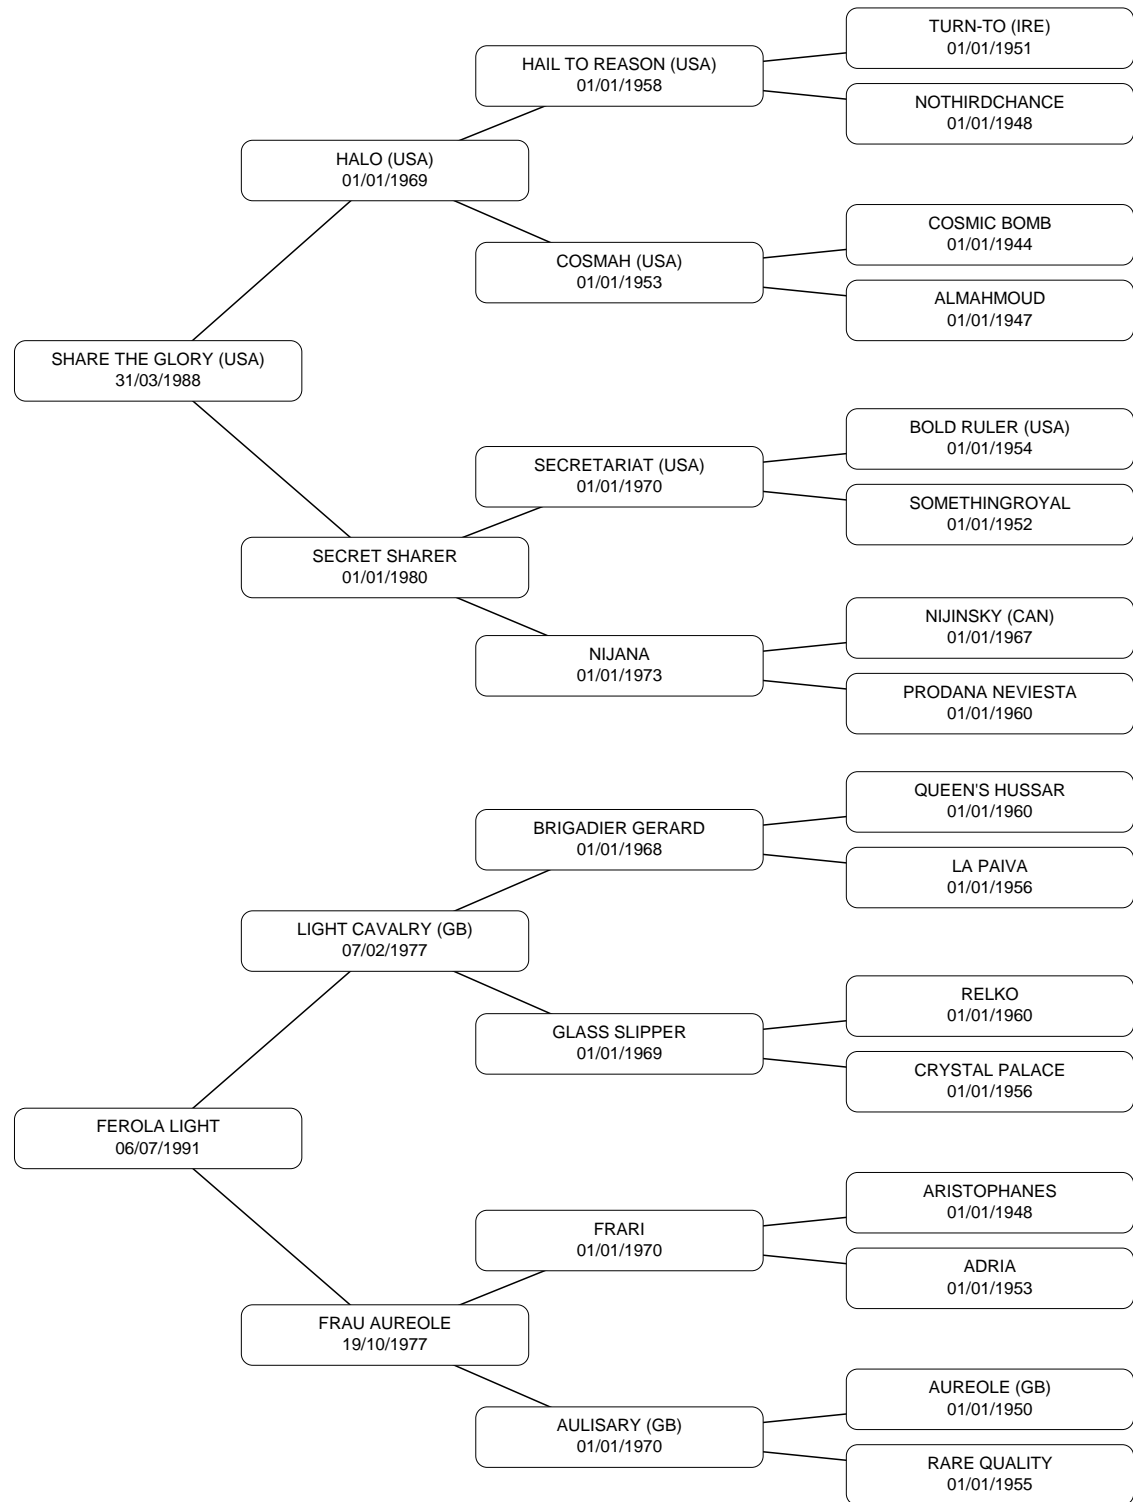 TURN-TO (IRE)
01/01/1951
HAIL TO REASON (USA)
01/01/1958
NOTHIRDCHANCE
01/01/1948
HALO (USA)
01/01/1969
COSMIC BOMB
01/01/1944
COSMAH (USA)
01/01/1953
ALMAHMOUD
01/01/1947
SHARE THE GLORY (USA)
31/03/1988
BOLD RULER (USA)
01/01/1954
SECRETARIAT (USA)
01/01/1970
SOMETHINGROYAL
01/01/1952
SECRET SHARER
01/01/1980
NIJINSKY (CAN)
01/01/1967
NIJANA
01/01/1973
PRODANA NEVIESTA
01/01/1960
QUEEN'S HUSSAR
01/01/1960
BRIGADIER GERARD
01/01/1968
LA PAIVA
01/01/1956
LIGHT CAVALRY (GB)
07/02/1977
RELKO
01/01/1960
GLASS SLIPPER
01/01/1969
CRYSTAL PALACE
01/01/1956
FEROLA LIGHT
06/07/1991
ARISTOPHANES
01/01/1948
FRARI
01/01/1970
ADRIA
01/01/1953
FRAU AUREOLE
19/10/1977
AUREOLE (GB)
01/01/1950
AULISARY (GB)
01/01/1970
RARE QUALITY
01/01/1955